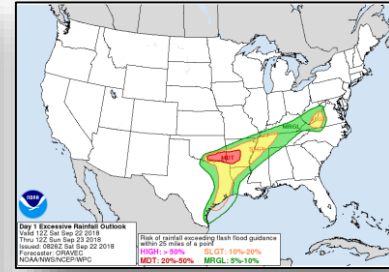 MRGL
MDT
Day 1 Excessive Rainfall Outlook
Valid 12Z Sat Sep 22 2018
Thru 12Z Sun Sep 23 2018
Issued: 0826Z Sat Sep 22 2018
Forecaster: ORAVEC
NOAA/NWS/NCEP/WPC
Risk of rainfall exceeding flash flood guidance
within 25 miles of a point
HIGH: > 50% SLGT: 10%-20%
MDT: 20%-50% MRGL: 5%-10%